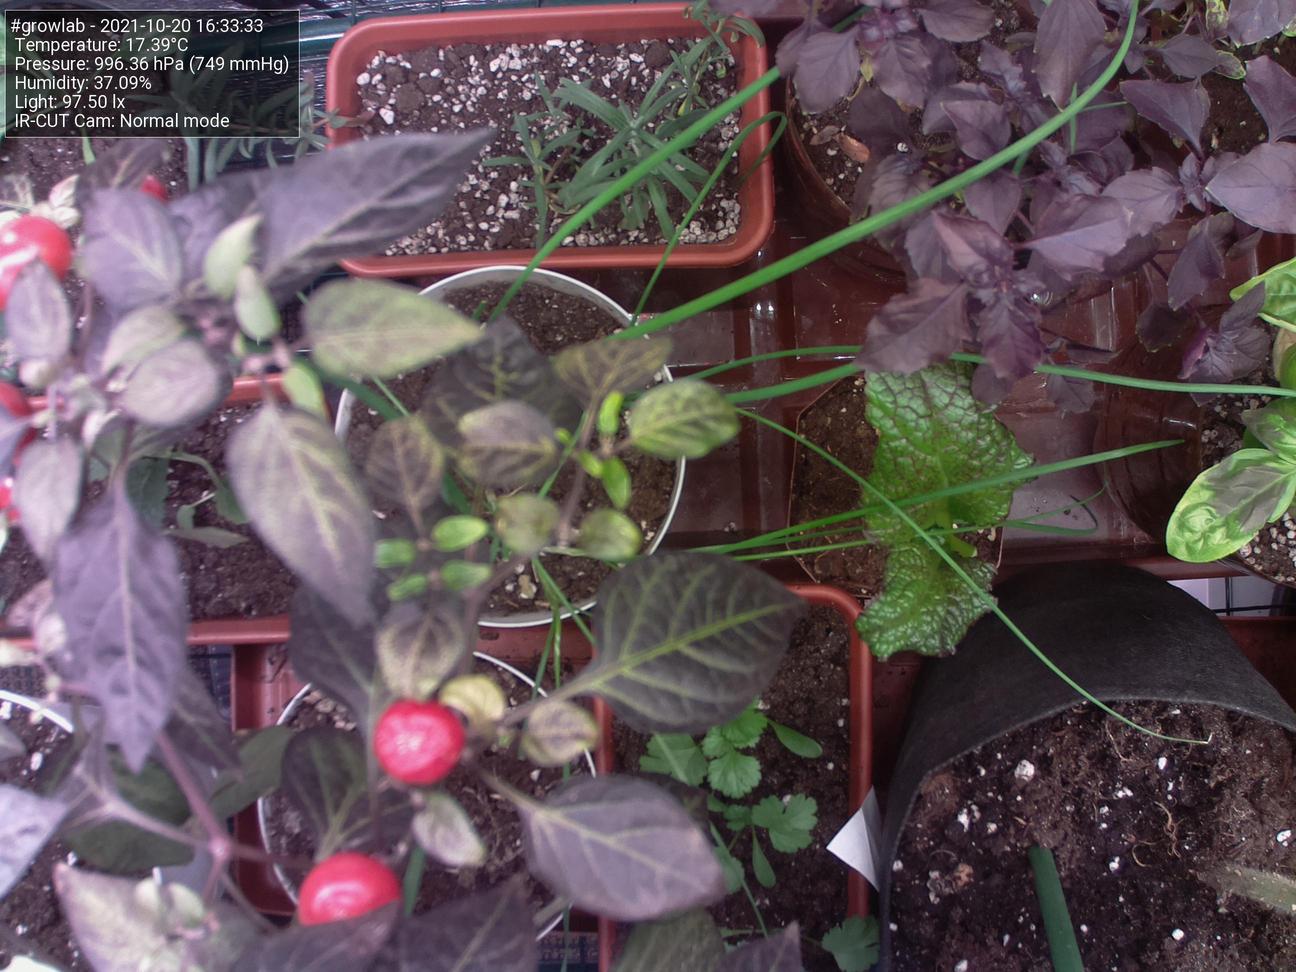 #growlab - 2021-10-20 16:33:33
Temperature: 17.39°C
Pressure: 996.36 hPa (749 mmHg)
Humidity: 37.09%
Light: 97.50 lx
IR-CUT Cam: Normal mode